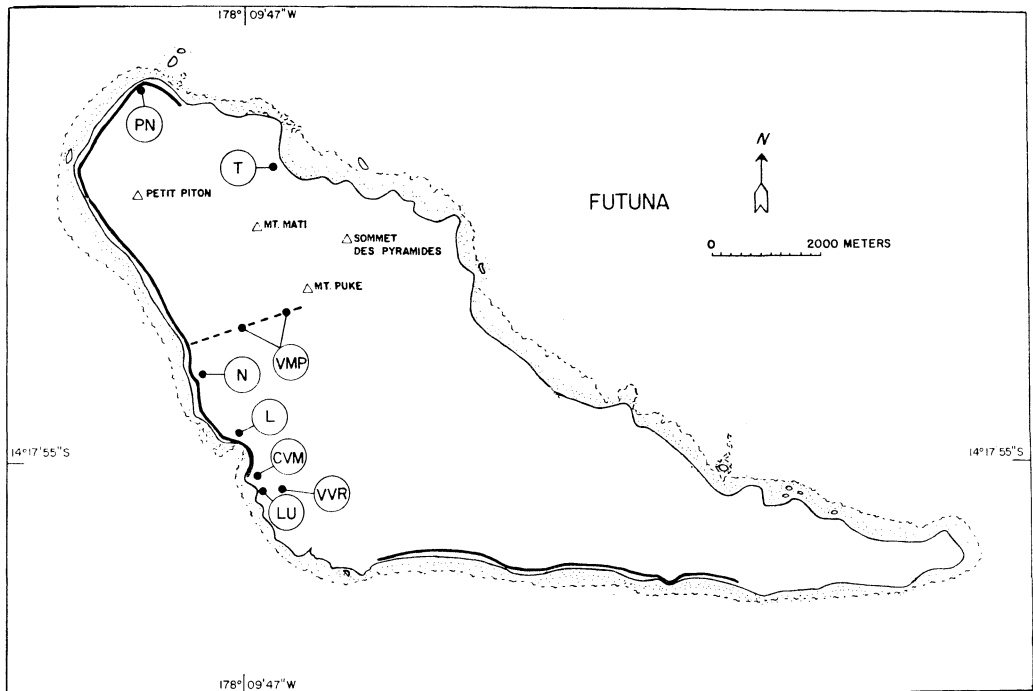 178° 09'47"W
PN
N
T
PETIT PITON
FUTUNA
MT. MATI
SOMMET
DES PYRAMIDES
0 2000 METERS
MT. PUKE
VMP
N
L
14°17'55"S
14°17 55"S
CVM
VVR
LU
178° 09'47"W